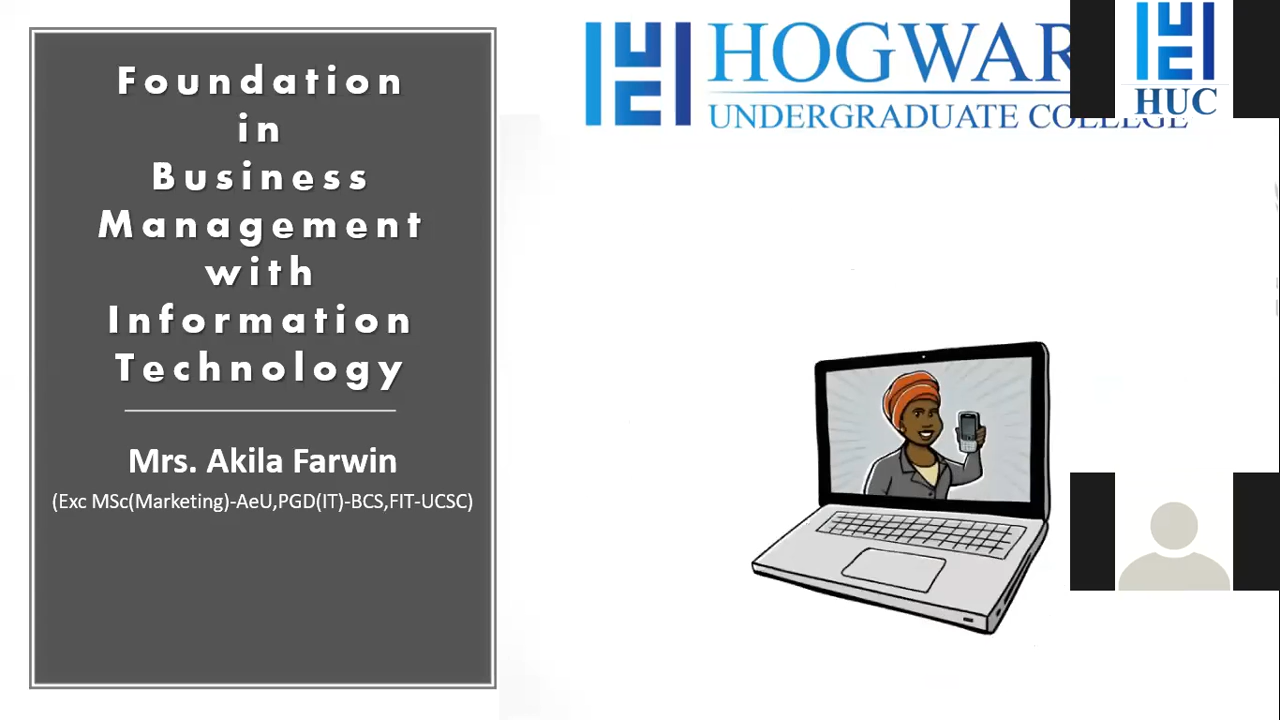 Foundation
in
Business
Management
with
Information
Technology
Mrs. Akila Farwin
(Exc MSc(Marketing)-AeU,PGD(IT)-BCS,FIT-UCSC)
HOGWAR
UNDERGRADUATE COLLEGE
HUC